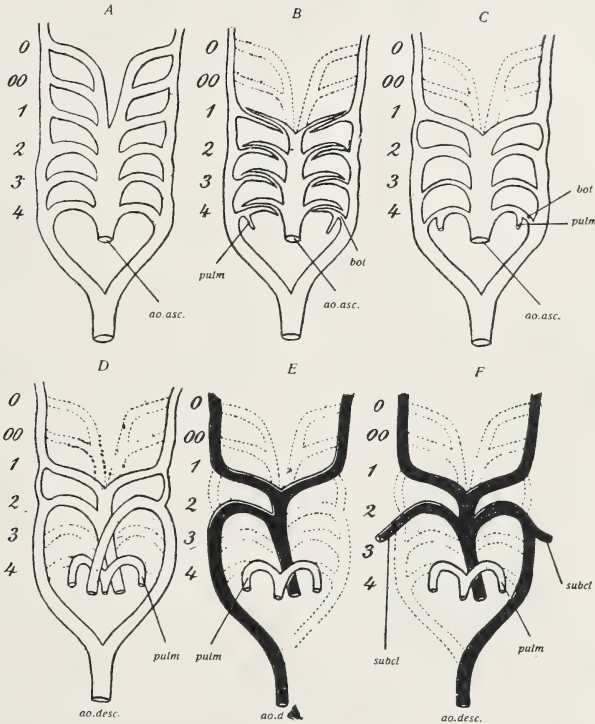 A B C
0 0 0
00 00 00
1 1 1
2 2 2
3 3 3
4 4 4
bot
pulm
pulm bot
ao.asc. ao.asc. ao.asc.
D E F
0 0 0
00 00 00
1 1 1
2 2 2
3 3 3
4 4 4
subcl
pulm pulm pulm
subcl
ao.desc. ao.d ao.desc.